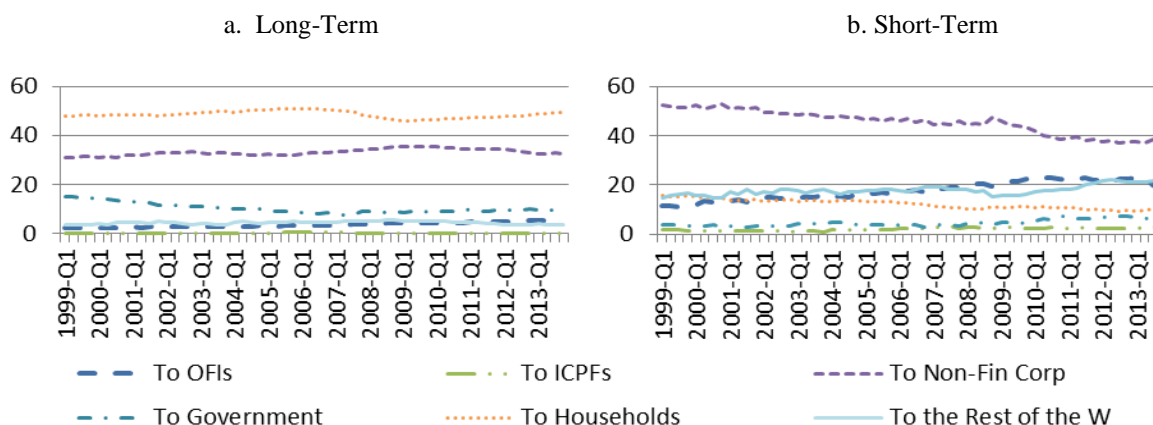 a. Long-Term
b. Short-Term
60
40
20
0
1999-Q1
2000-Q1
2001-Q1
2002-Q1
2003-Q1
2004-Q1
2005-Q1
2006-Q1
2007-Q1
2008-Q1
2009-Q1
2010-Q1
2011-Q1
2012-Q1
2013-Q1
60
40
20
0
1999-Q1
2000-Q1
2001-Q1
2002-Q1
2003-Q1
2004-Q1
2005-Q1
2006-Q1
2007-Q1
2008-Q1
2009-Q1
2010-Q1
2011-Q1
2012-Q1
2013-Q1
To OFIs
To ICPFs
To Non-Fin Corp
To Government
To Households
To the Rest of the W